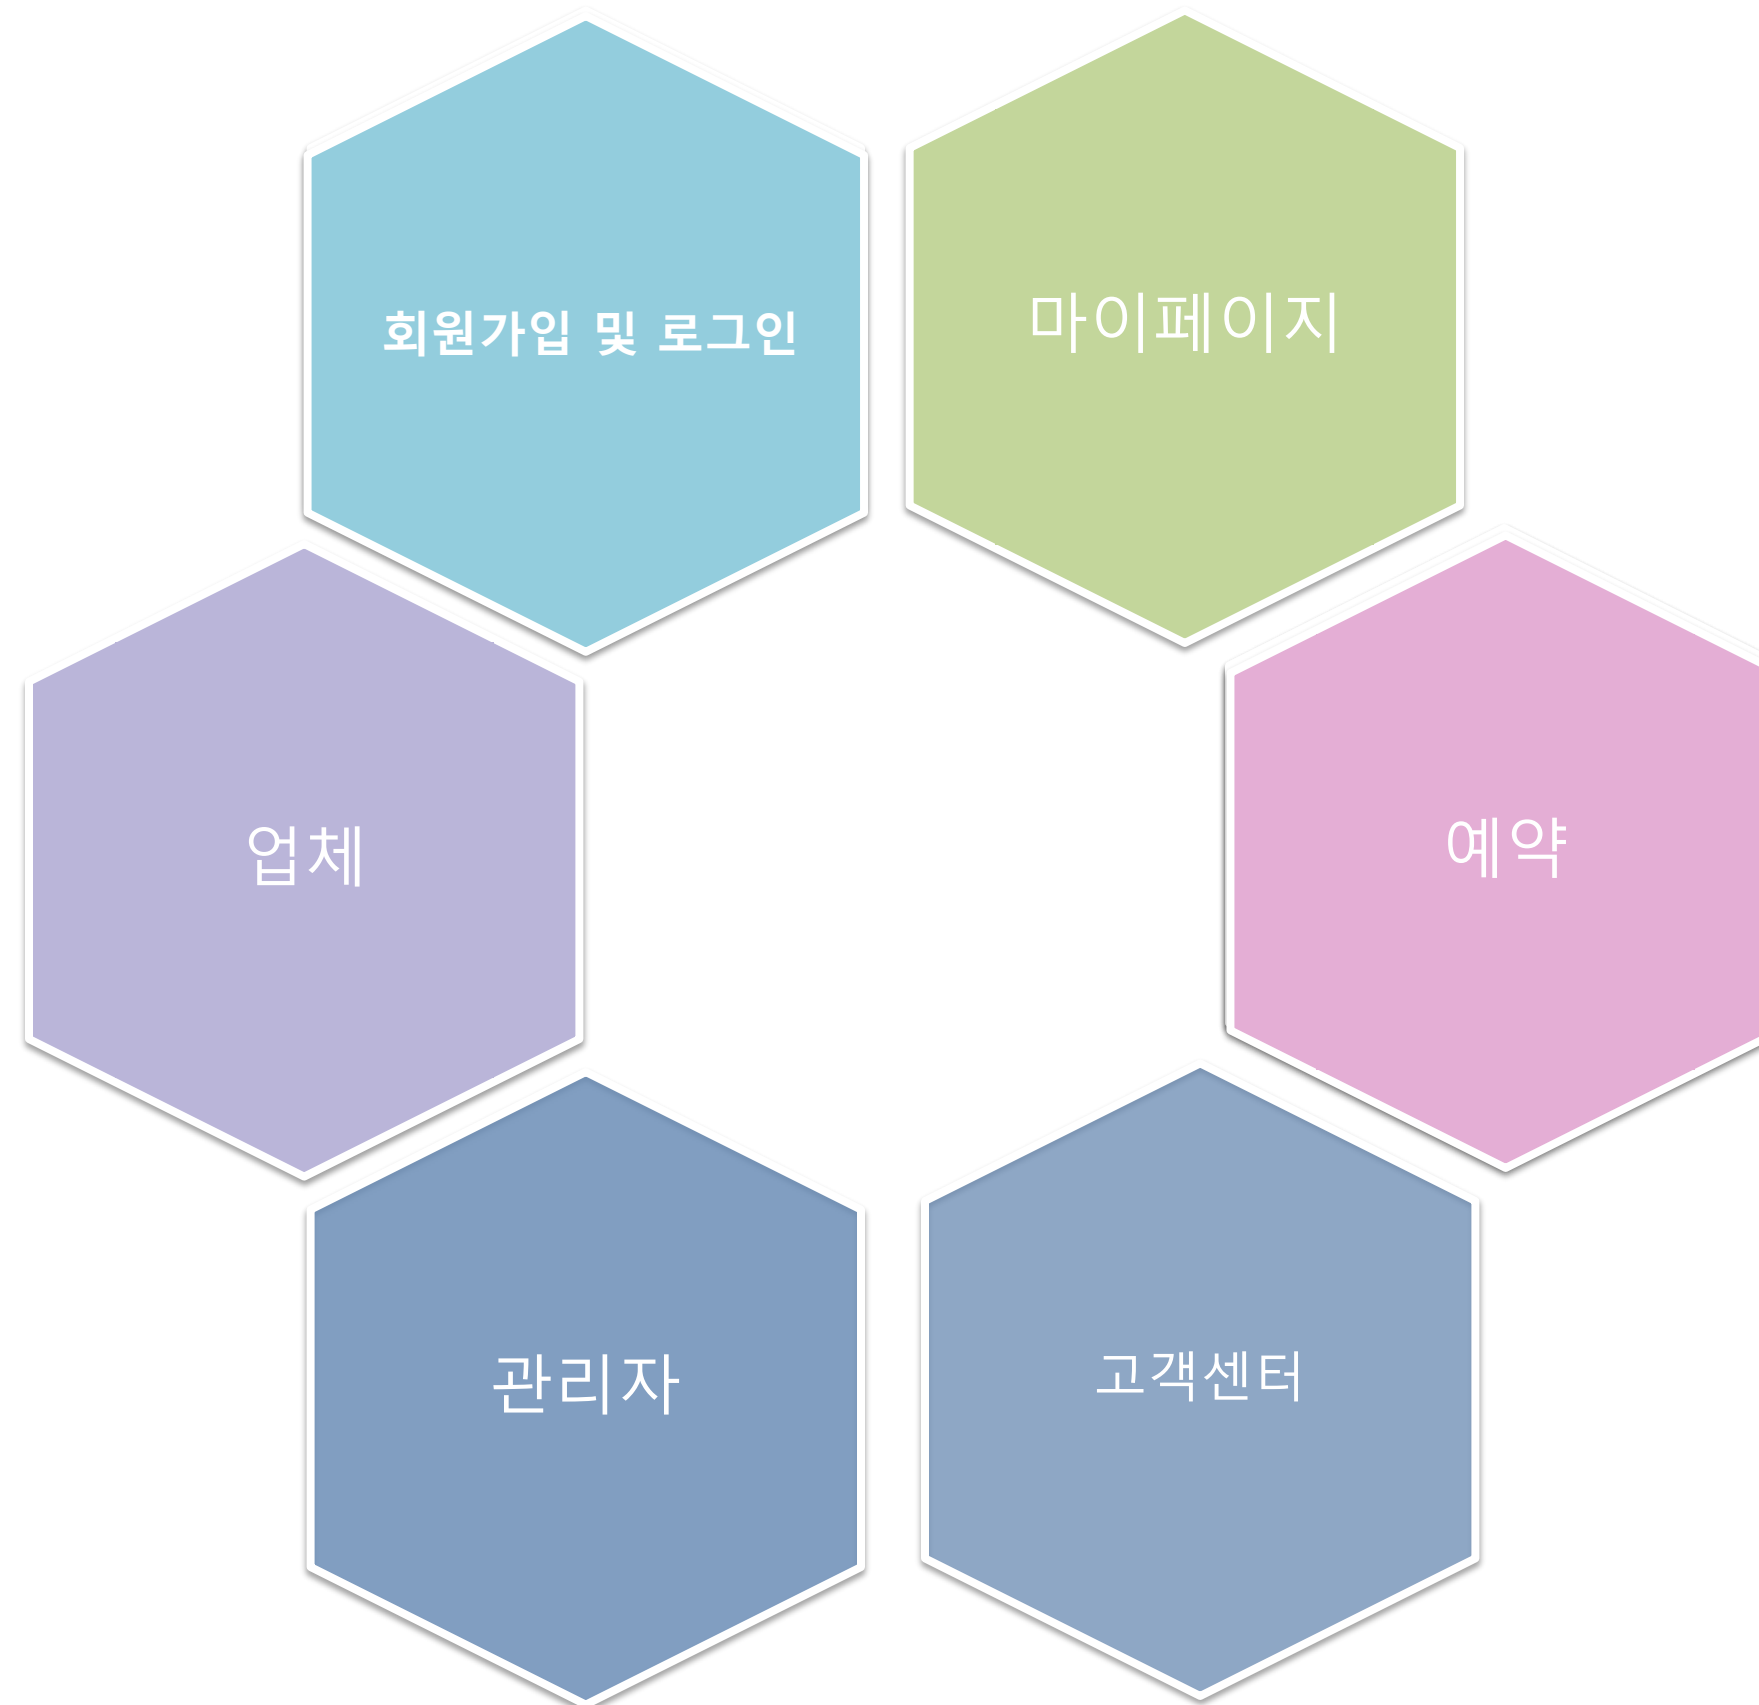 회원가입 및 로그인
마이페이지
업체
예약
관리자
고객센터